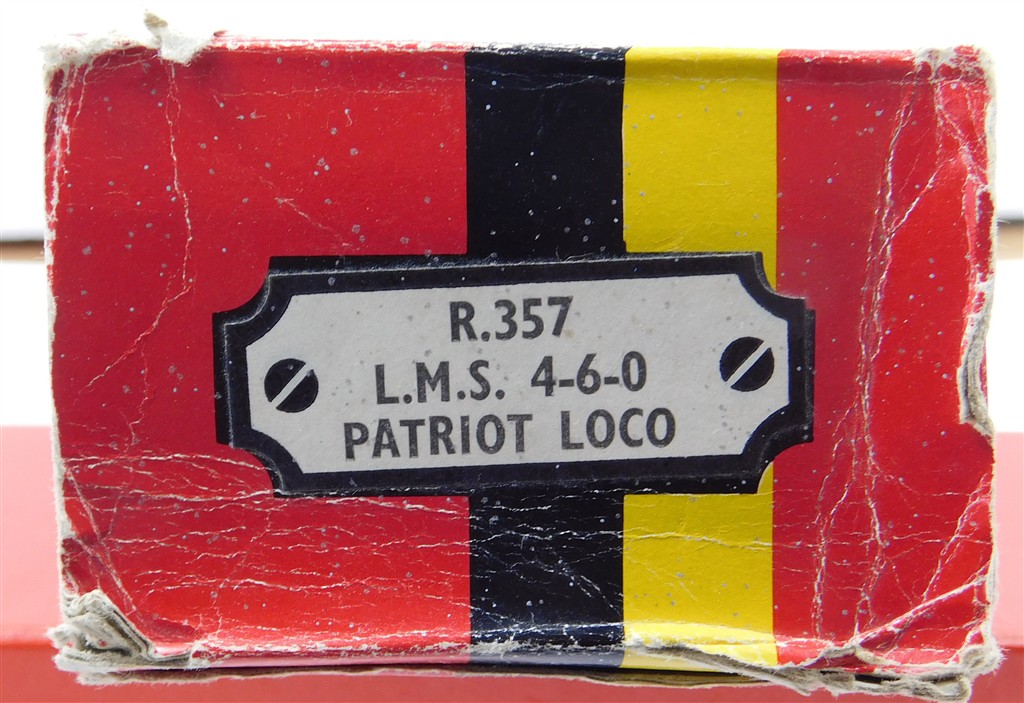 R.357
L.M.S. 4-6-0
PATRIOT LOCO